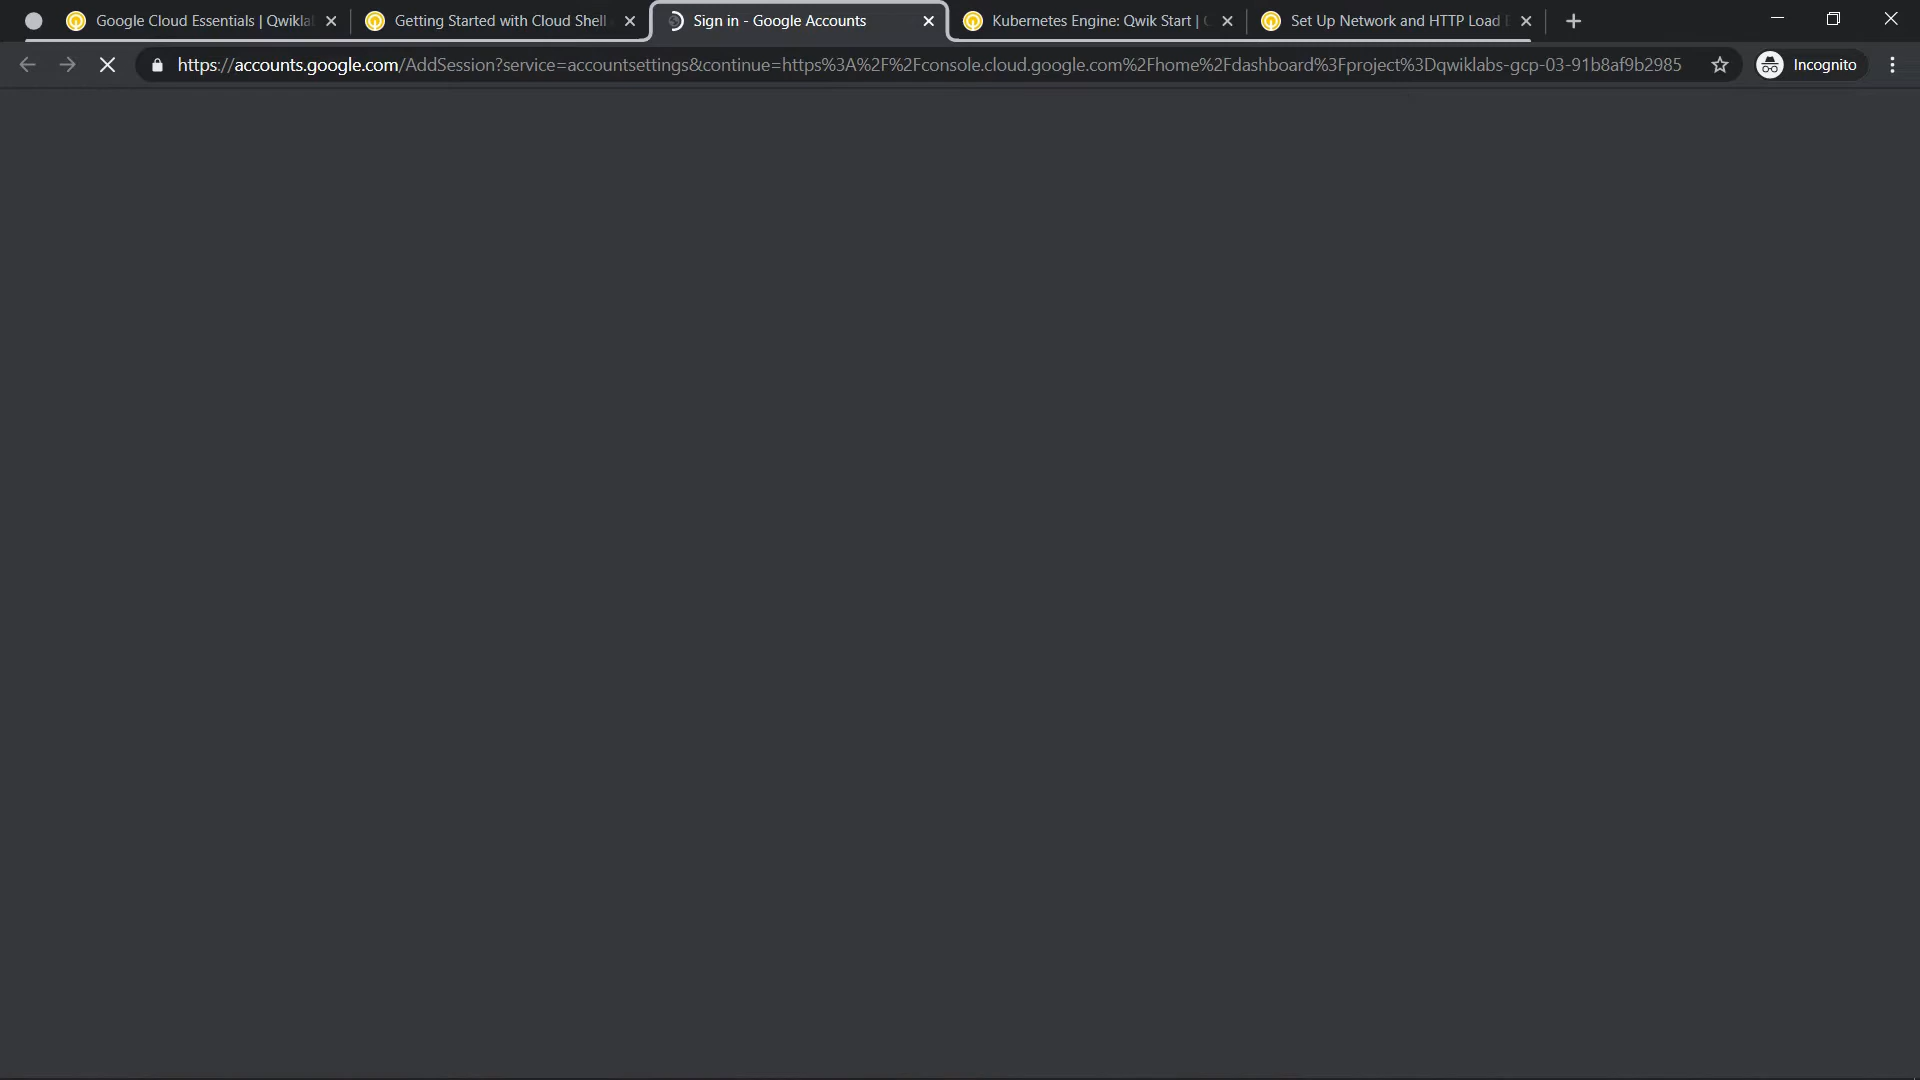 Google Cloud Essentials | Qwikla
Getting Started with Cloud Shell
Sign in - Google Accounts
Kubernetes Engine: Qwik Start |
Set Up Network and HTTP Load
https://accounts.google.com/AddSession?service=accountsettings&continue=https%3A%2F%2Fconsole.cloud.google.com%2Fhome%2Fdashboard%3Fproject%3Dqwiklabs-gcp-03-91b8af9b2985
Incognito